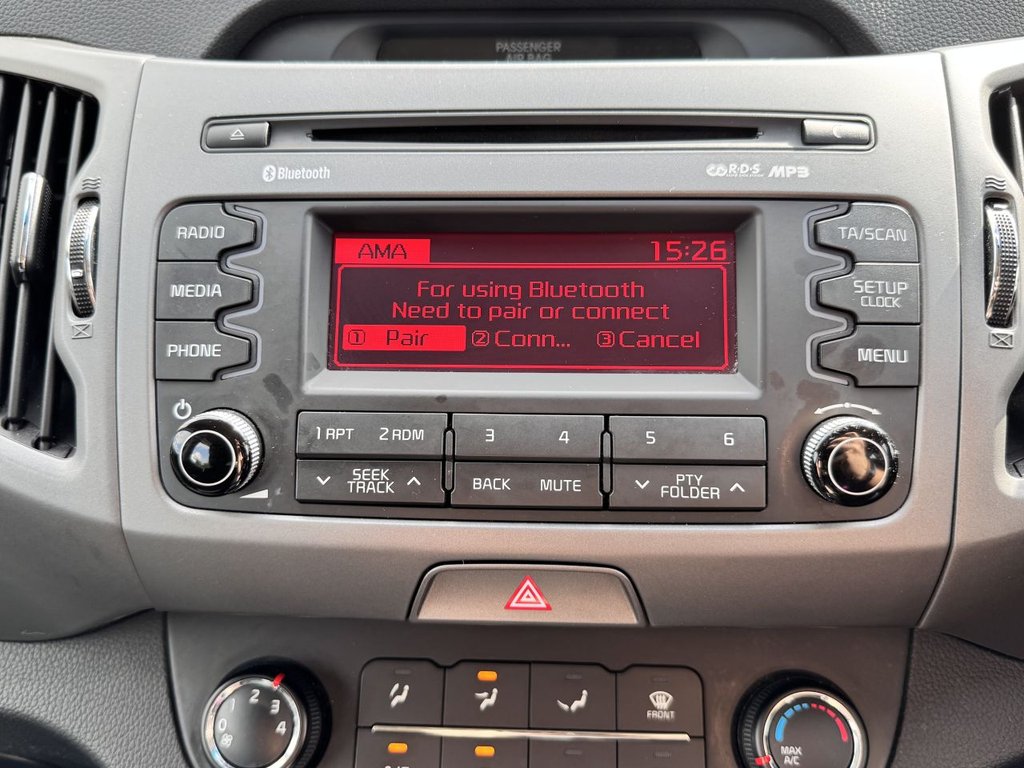 PASSENGER
AIR BAG
Bluetooth
R·D·S MP3
RADIO
MEDIA
PHONE
AMA 15:26
For using Bluetooth
Need to pair or connect
① Pair ② Conn... ③ Cancel
TA/SCAN
SETUP
CLOCK
MENU
1 RPT 2 RDM 3 4 5 6
SEEK
TRACK
BACK MUTE
PTY
FOLDER
0 1 2 3 4
FRONT
MAX
A/C